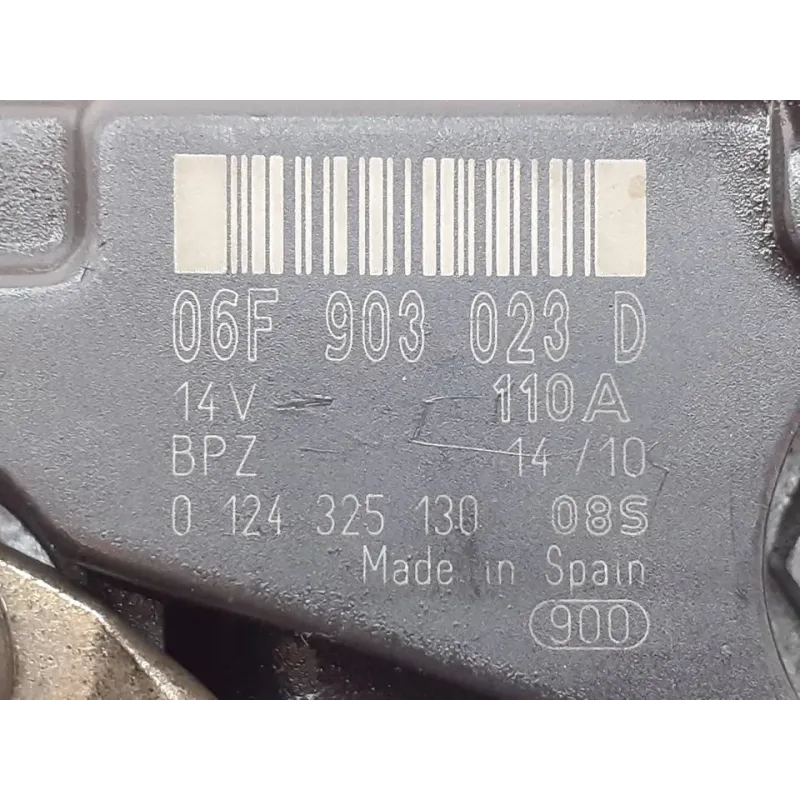 06F 903 023 D
14V 110A
BPZ 14/10
0 124 325 130 08S
Made in Spain
900